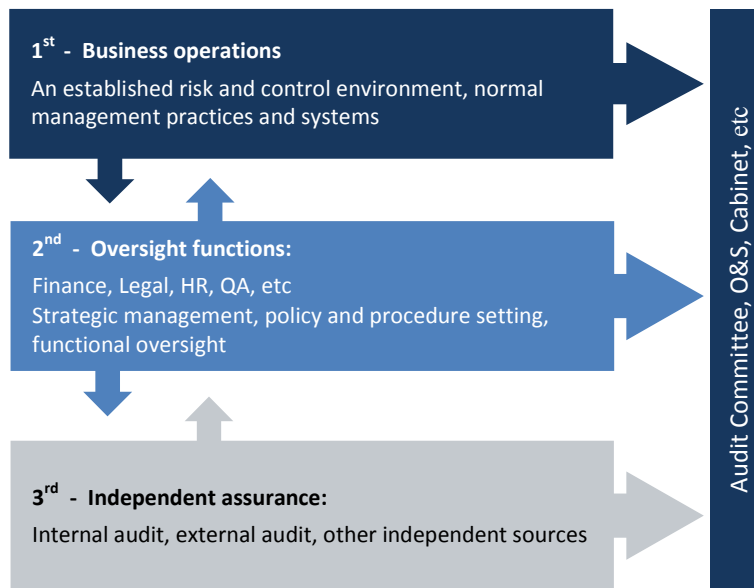 1st - Business operations
An established risk and control environment, normal
management practices and systems
2nd - Oversight functions:
Finance, Legal, HR, QA, etc
Strategic management, policy and procedure setting,
functional oversight
3rd - Independent assurance:
Internal audit, external audit, other independent sources
Audit Committee, O&S, Cabinet, etc